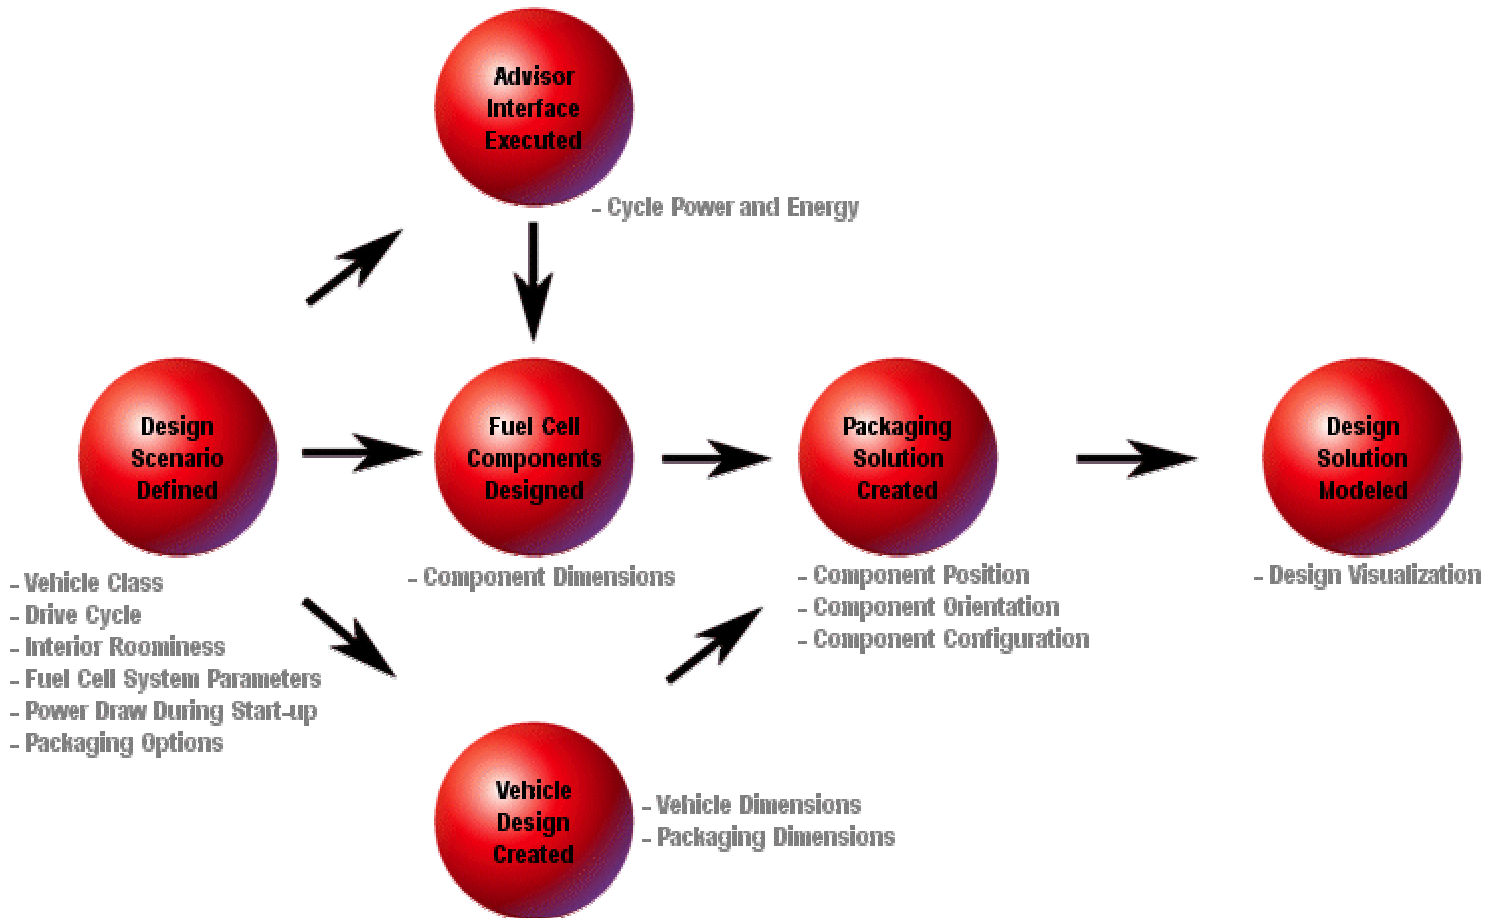 Advisor
Interface
Executed
- Cycle Power and Energy
Design
Scenario
Defined
- Vehicle Class
- Drive Cycle
- Interior Roominess
- Fuel Cell System Parameters
- Power Draw During Start-up
- Packaging Options
Fuel Cell
Components
Designed
- Component Dimensions
Packaging
Solution
Created
- Component Position
- Component Orientation
- Component Configuration
Design
Solution
Modeled
- Design Visualization
Vehicle
Design
Created
- Vehicle Dimensions
- Packaging Dimensions